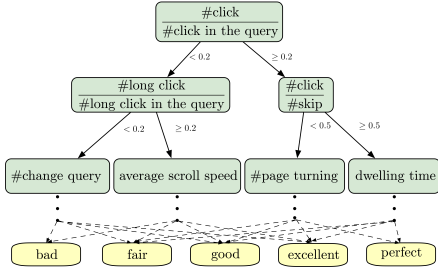 #click
#click in the query
< 0.2
≥ 0.2
#long click
#long click in the query
#click
#skip
< 0.2
≥ 0.2
< 0.5
≥ 0.5
#change query
average scroll speed
#page turning
dwelling time
bad
fair
good
excellent
perfect